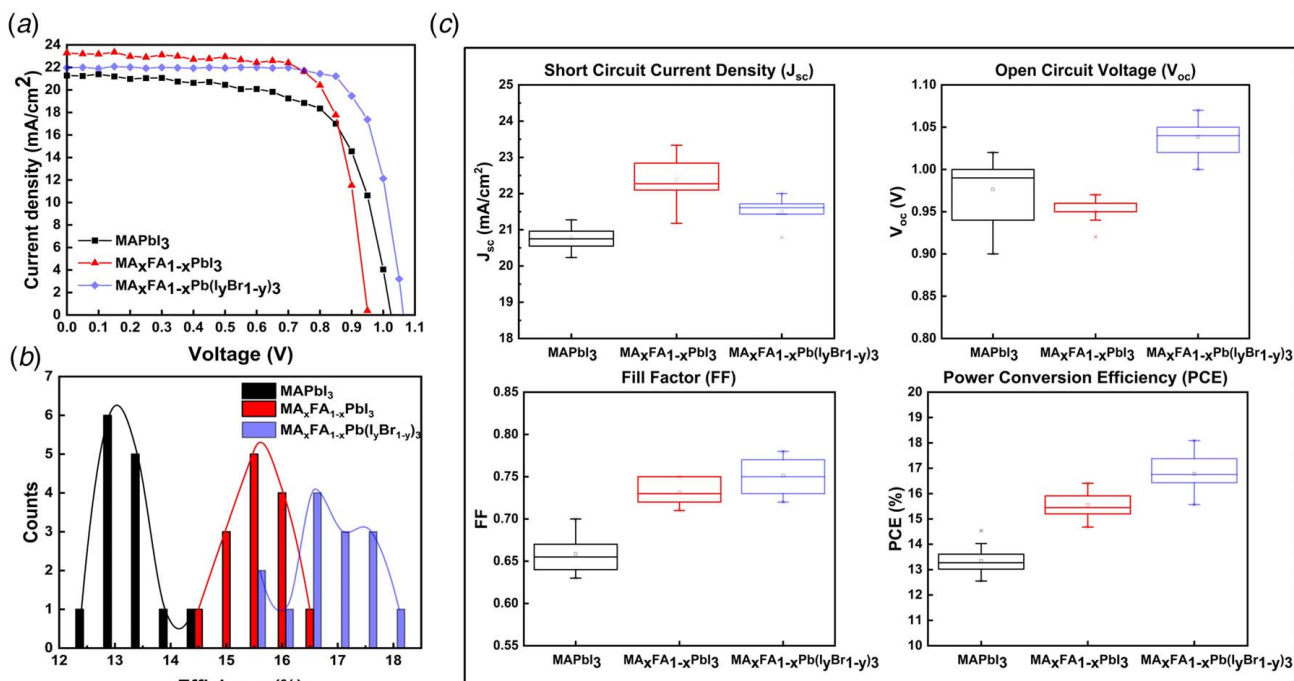 (a)
24
22
20
18
16
14
12
10
8
6
4
2
0
Current density (mA/cm²)
MAPbI₃
MAₓFA₁₋ₓPbI₃
MAₓFA₁₋ₓPb(IᵧBr₁₋ᵧ)₃
0.0 0.1 0.2 0.3 0.4 0.5 0.6 0.7 0.8 0.9 1.0 1.1
Voltage (V)
(b)
7
6
5
4
3
2
1
0
Counts
MAPbI₃
MAₓFA₁₋ₓPbI₃
MAₓFA₁₋ₓPb(IᵧBr₁₋ᵧ)₃
12 13 14 15 16 17 18
(c)
Short Circuit Current Density (Jsc)
25
24
23
22
21
20
19
18
Jsc (mA/cm²)
MAPbI₃ MAₓFA₁₋ₓPbI₃ MAₓFA₁₋ₓPb(IᵧBr₁₋ᵧ)₃
Open Circuit Voltage (Voc)
1.10
1.05
1.00
0.95
0.90
0.85
0.80
Voc (V)
MAPbI₃ MAₓFA₁₋ₓPbI₃ MAₓFA₁₋ₓPb(IᵧBr₁₋ᵧ)₃
Fill Factor (FF)
0.85
0.80
0.75
0.70
0.65
0.60
0.55
FF
MAPbI₃ MAₓFA₁₋ₓPbI₃ MAₓFA₁₋ₓPb(IᵧBr₁₋ᵧ)₃
Power Conversion Efficiency (PCE)
20
19
18
17
16
15
14
13
12
11
10
PCE (%)
MAPbI₃ MAₓFA₁₋ₓPbI₃ MAₓFA₁₋ₓPb(IᵧBr₁₋ᵧ)₃